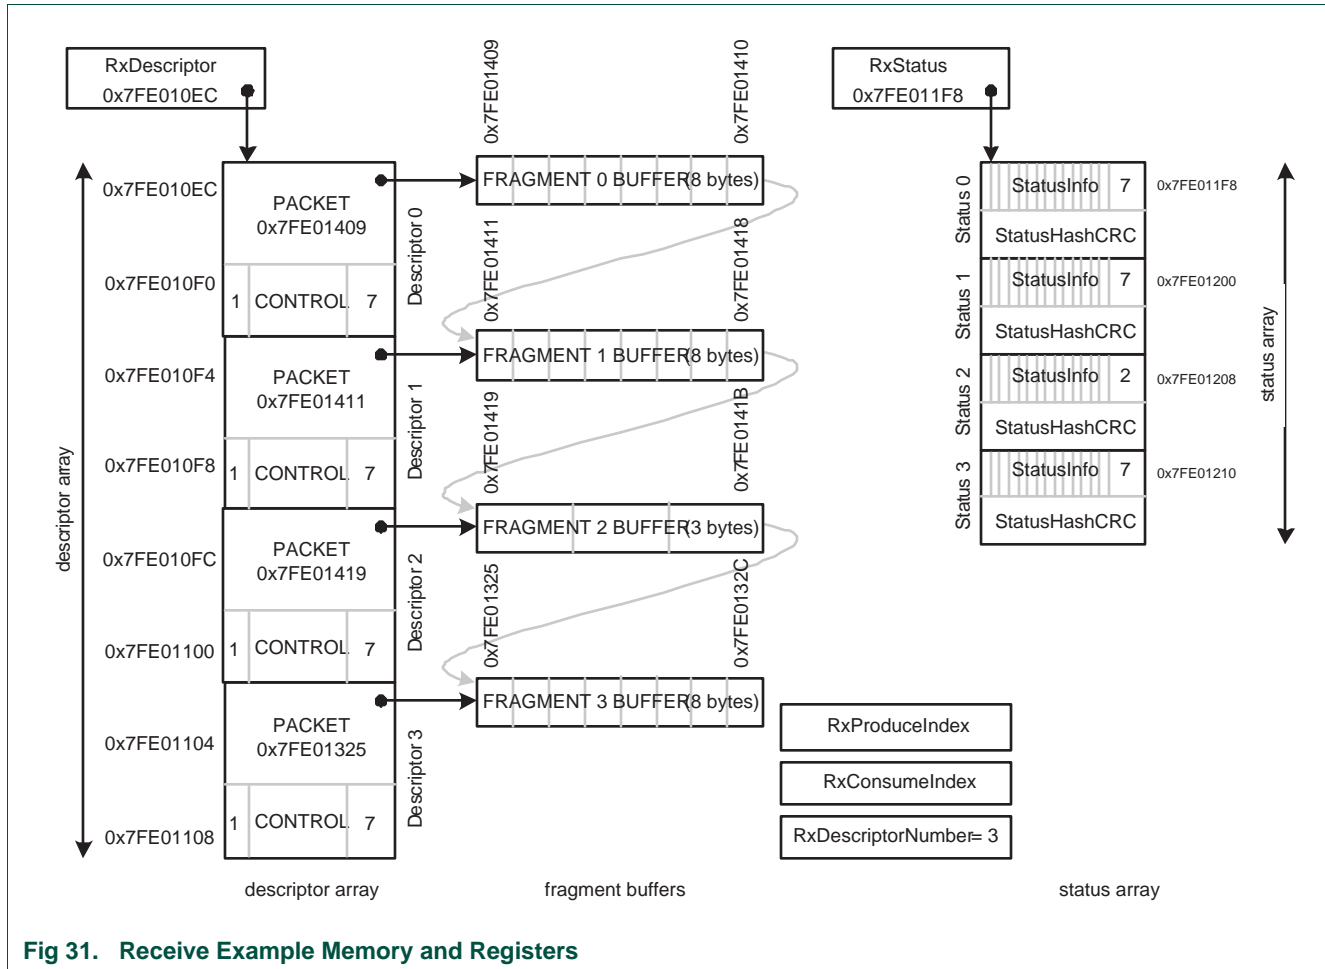 RxDescriptor
0x7FE010EC
0x7FE01409
0x7FE01410
RxStatus
0x7FE011F8
descriptor array
0x7FE010EC
PACKET
0x7FE01409
0x7FE010F0
1 CONTROL 7
Descriptor 0
FRAGMENT 0 BUFFER(8 bytes)
0x7FE01411
0x7FE01418
0x7FE010F4
PACKET
0x7FE01411
0x7FE010F8
1 CONTROL 7
Descriptor 1
FRAGMENT 1 BUFFER(8 bytes)
0x7FE01419
0x7FE0141B
0x7FE010FC
PACKET
0x7FE01419
0x7FE01100
1 CONTROL 7
Descriptor 2
FRAGMENT 2 BUFFER(3 bytes)
0x7FE01325
0x7FE0132C
0x7FE01104
PACKET
0x7FE01325
0x7FE01108
1 CONTROL 7
Descriptor 3
FRAGMENT 3 BUFFER(8 bytes)
Status 0
StatusInfo 7
0x7FE011F8
StatusHashCRC
Status 1
StatusInfo 7
0x7FE01200
StatusHashCRC
Status 2
StatusInfo 2
0x7FE01208
StatusHashCRC
Status 3
StatusInfo 7
0x7FE01210
StatusHashCRC
status array
RxProduceIndex
RxConsumeIndex
RxDescriptorNumber= 3
descriptor array
fragment buffers
status array
Fig 31. Receive Example Memory and Registers